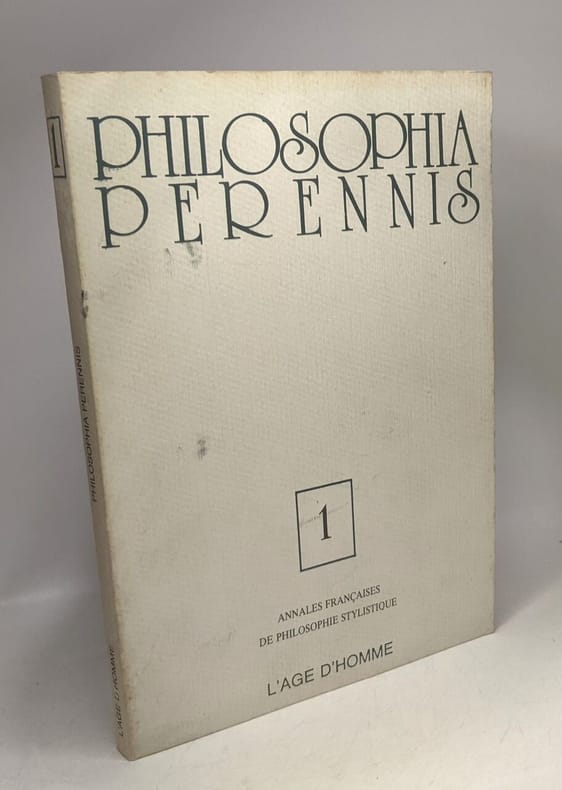 PHILOSOPHIA
PERENNIS
1
ANNALES FRANÇAISES
DE PHILOSOPHIE STYLISTIQUE
L'AGE D'HOMME
1
PHILOSOPHIA PERENNIS
L'AGE D'HOMME